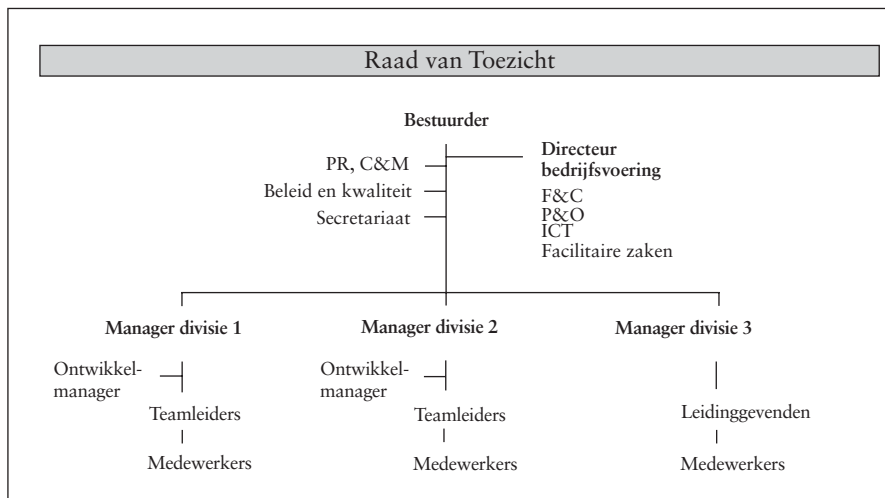 Raad van Toezicht
Bestuurder
PR, C&M
Beleid en kwaliteit
Secretariaat
Directeur
bedrijfsvoering
F&C
P&O
ICT
Facilitaire zaken
Manager divisie 1
Manager divisie 2
Manager divisie 3
Ontwikkel-
manager
Ontwikkel-
manager
Teamleiders
Teamleiders
Leidinggevenden
Medewerkers
Medewerkers
Medewerkers